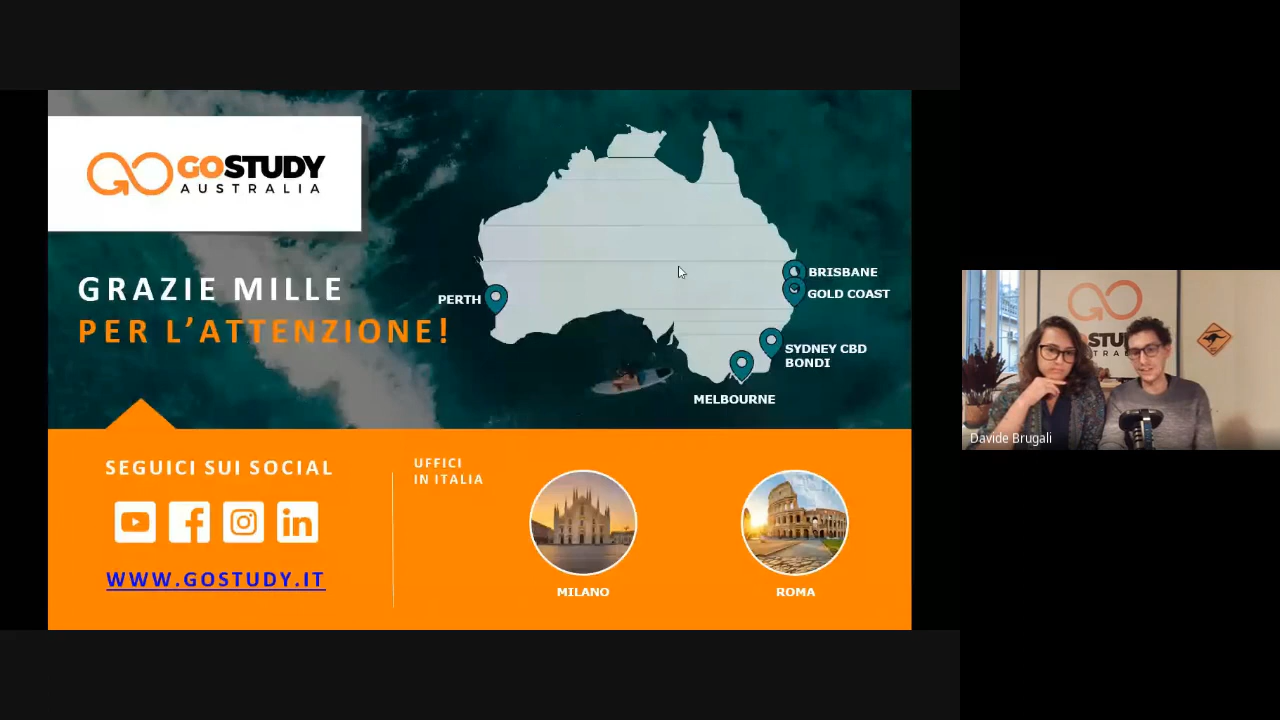 GOSTUDY
AUSTRALIA
GRAZIE MILLE
PER L'ATTENZIONE!
PERTH
BRISBANE
GOLD COAST
SYDNEY CBD
BONDI
MELBOURNE
SEGUICI SUI SOCIAL
in
WWW.GOSTUDY.IT
UFFICI
IN ITALIA
MILANO
ROMA
Davide Brugali